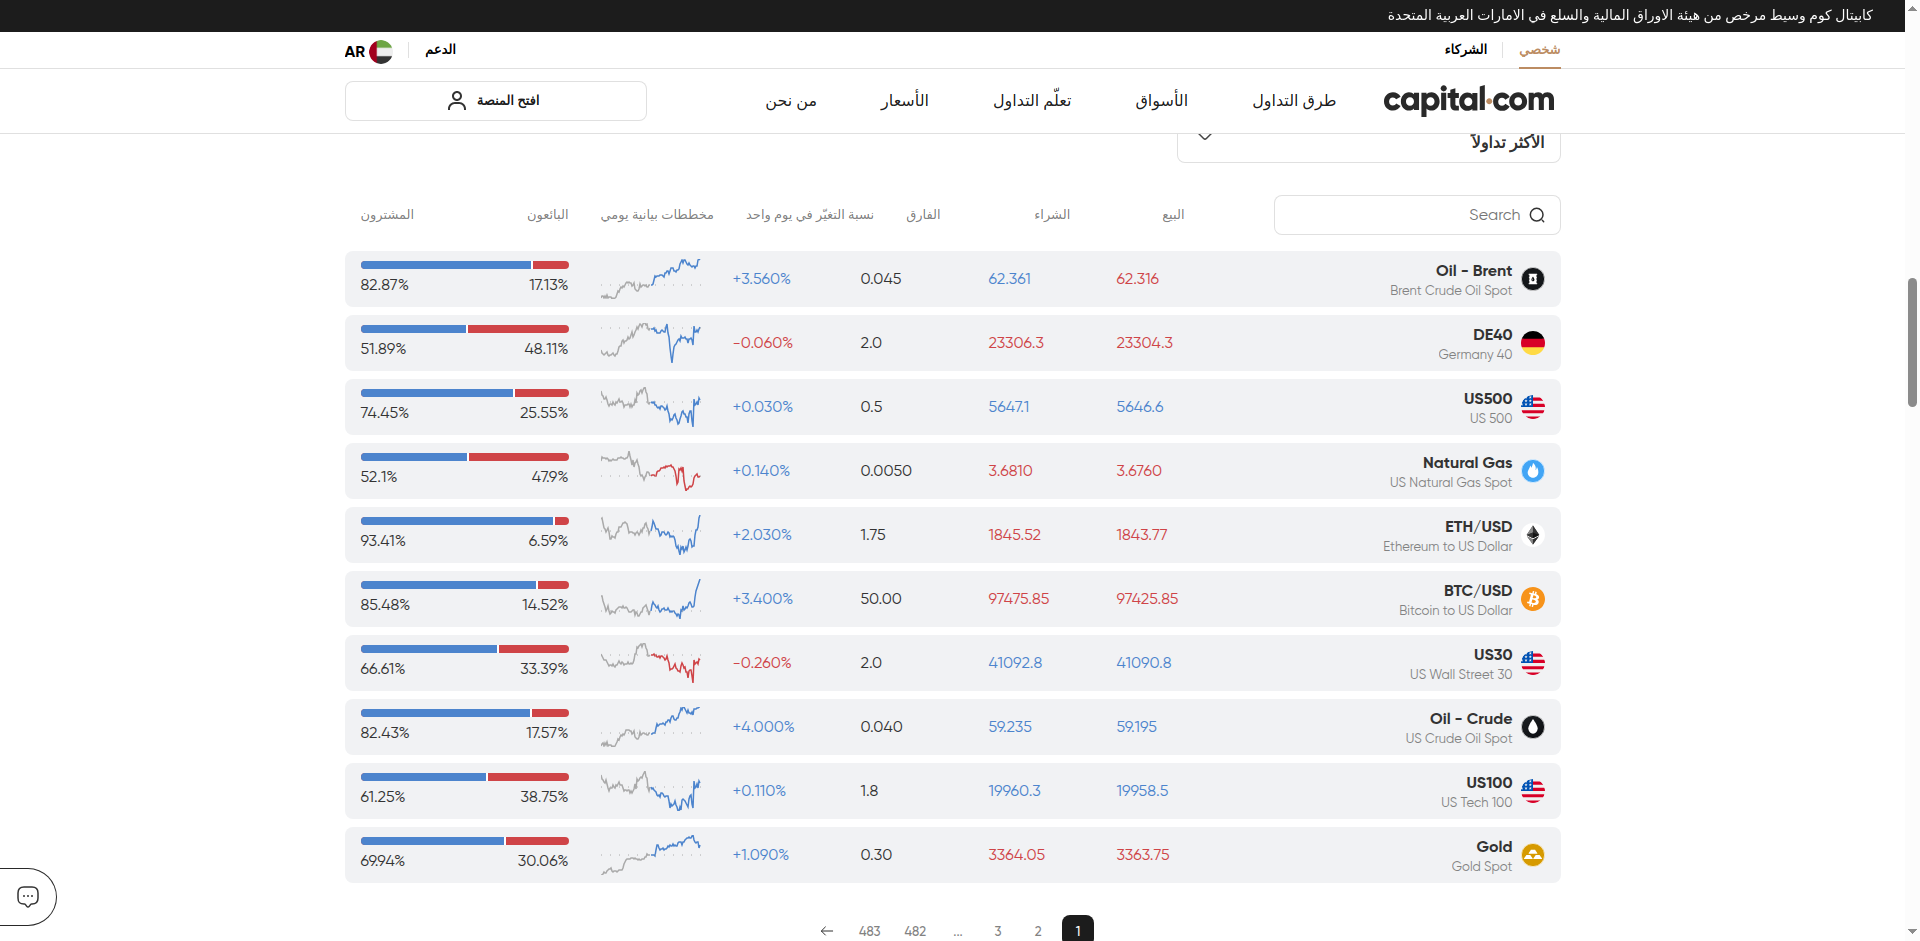 كابيتال كوم وسيط مرخص من هيئة الاوراق المالية والسلع في الامارات العربية المتحدة
شخصي الشركاء الدعم AR
capital.com طرق التداول الأسواق تعلّم التداول الأسعار من نحن افتح المنصة
الأكثر تداولاً
Search البيع الشراء الفارق نسبة التغيّر في يوم واحد مخططات بيانية يومي البائعون المشترون
Oil - Brent
Brent Crude Oil Spot
62.316 62.361 0.045 +3.560% 17.13% 82.87%
DE40
Germany 40
23304.3 23306.3 2.0 -0.060% 48.11% 51.89%
US500
US 500
5646.6 5647.1 0.5 +0.030% 25.55% 74.45%
Natural Gas
US Natural Gas Spot
3.6760 3.6810 0.0050 +0.140% 47.9% 52.1%
ETH/USD
Ethereum to US Dollar
1843.77 1845.52 1.75 +2.030% 6.59% 93.41%
BTC/USD
Bitcoin to US Dollar
97425.85 97475.85 50.00 +3.400% 14.52% 85.48%
US30
US Wall Street 30
41090.8 41092.8 2.0 -0.260% 33.39% 66.61%
Oil - Crude
US Crude Oil Spot
59.195 59.235 0.040 +4.000% 17.57% 82.43%
US100
US Tech 100
19958.5 19960.3 1.8 +0.110% 38.75% 61.25%
Gold
Gold Spot
3363.75 3364.05 0.30 +1.090% 30.06% 69.94%
1 2 3 ... 482 483